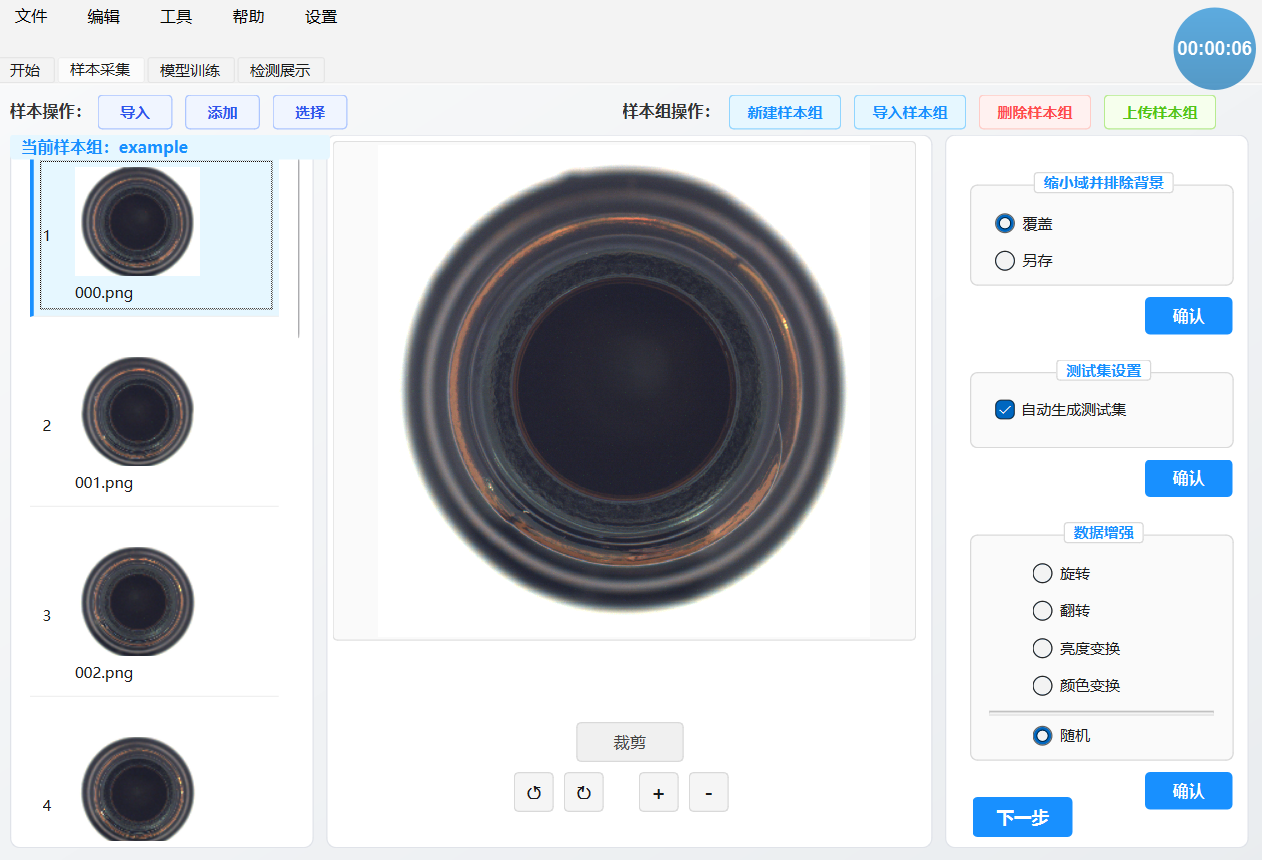 文件 编辑 工具 帮助 设置
00:00:06
开始 样本采集 模型训练 检测展示
样本操作： 导入 添加 选择 样本组操作： 新建样本组 导入样本组 删除样本组 上传样本组
当前样本组：example
1
000.png
2
001.png
3
002.png
4
裁剪
+ -
缩小域并排除背景
覆盖
另存
确认
测试集设置
自动生成测试集
确认
数据增强
旋转
翻转
亮度变换
颜色变换
随机
确认
下一步